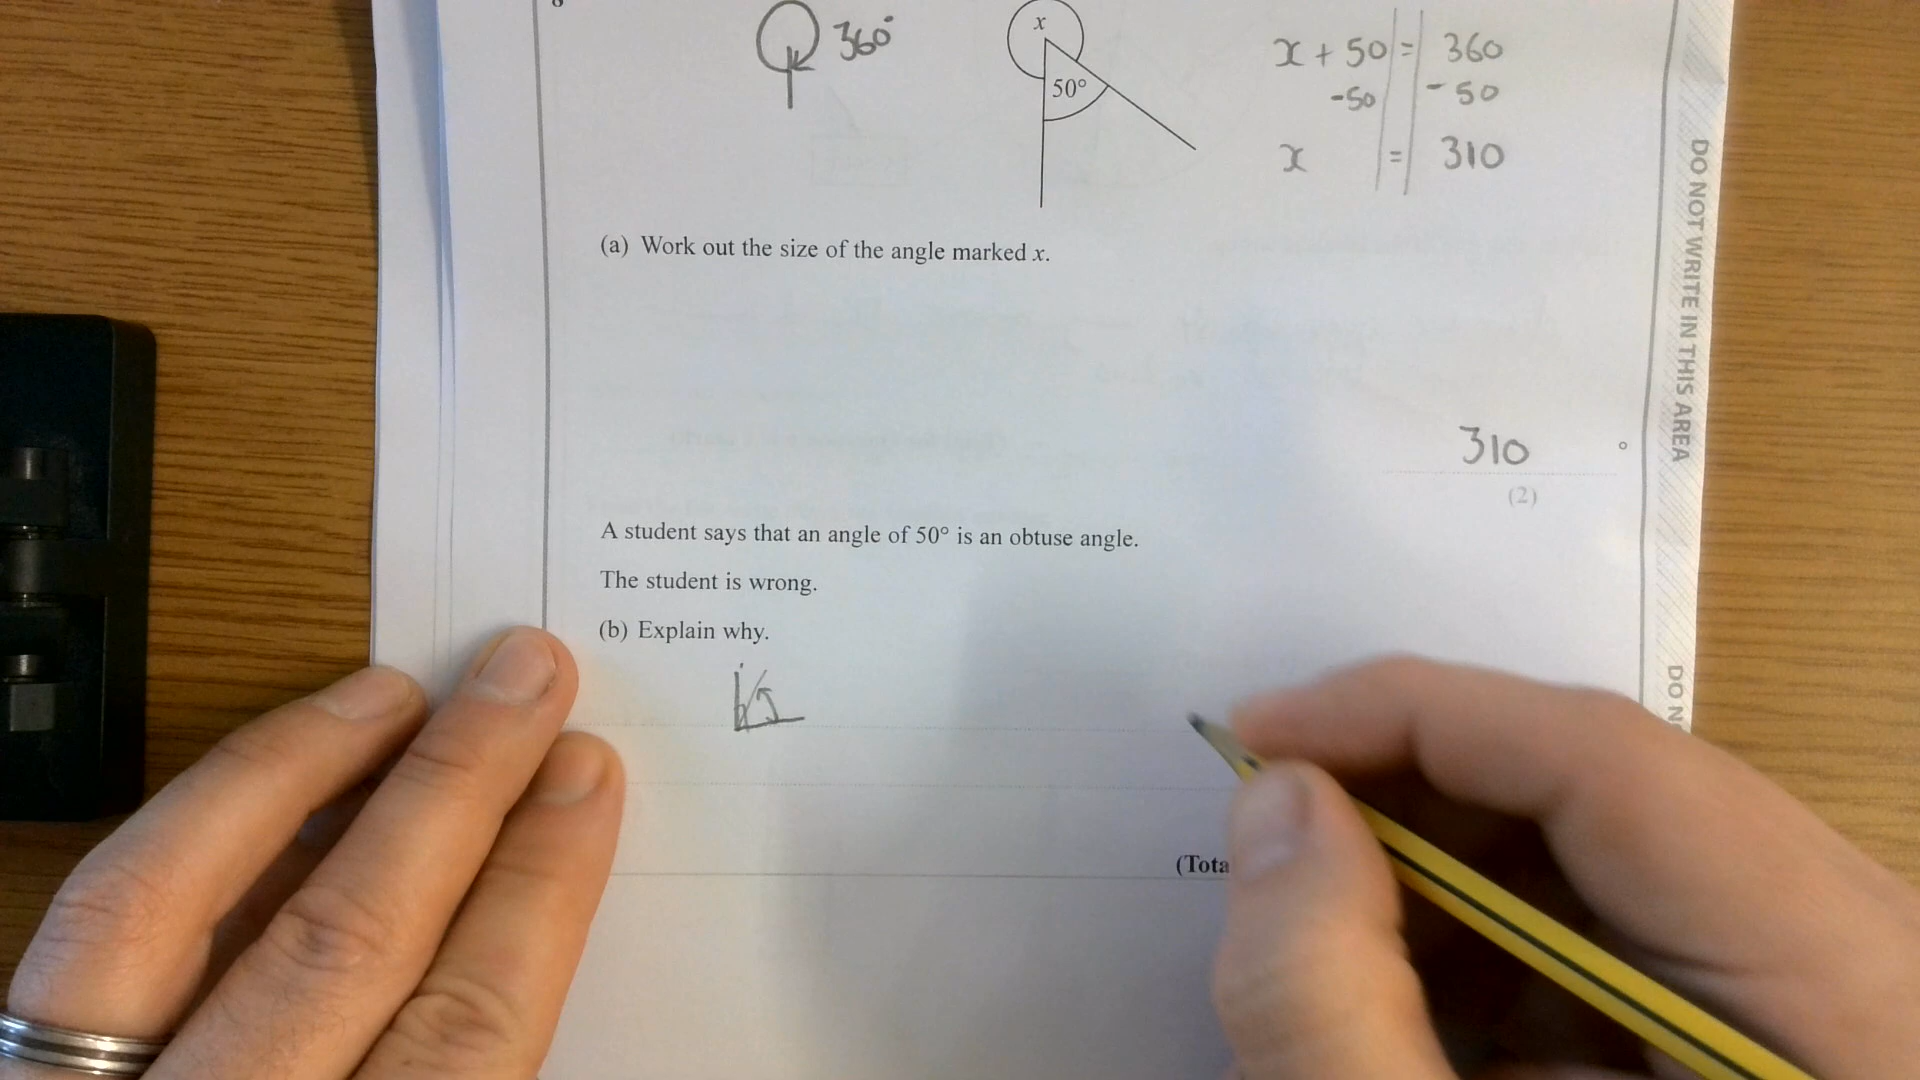 360°
x
50°
x + 50 = 360
-50 -50
x = 310
(a) Work out the size of the angle marked x.
310 °
(2)
A student says that an angle of 50° is an obtuse angle.
The student is wrong.
(b) Explain why.
(Tota
DO NOT WRITE IN THIS AREA
DO N